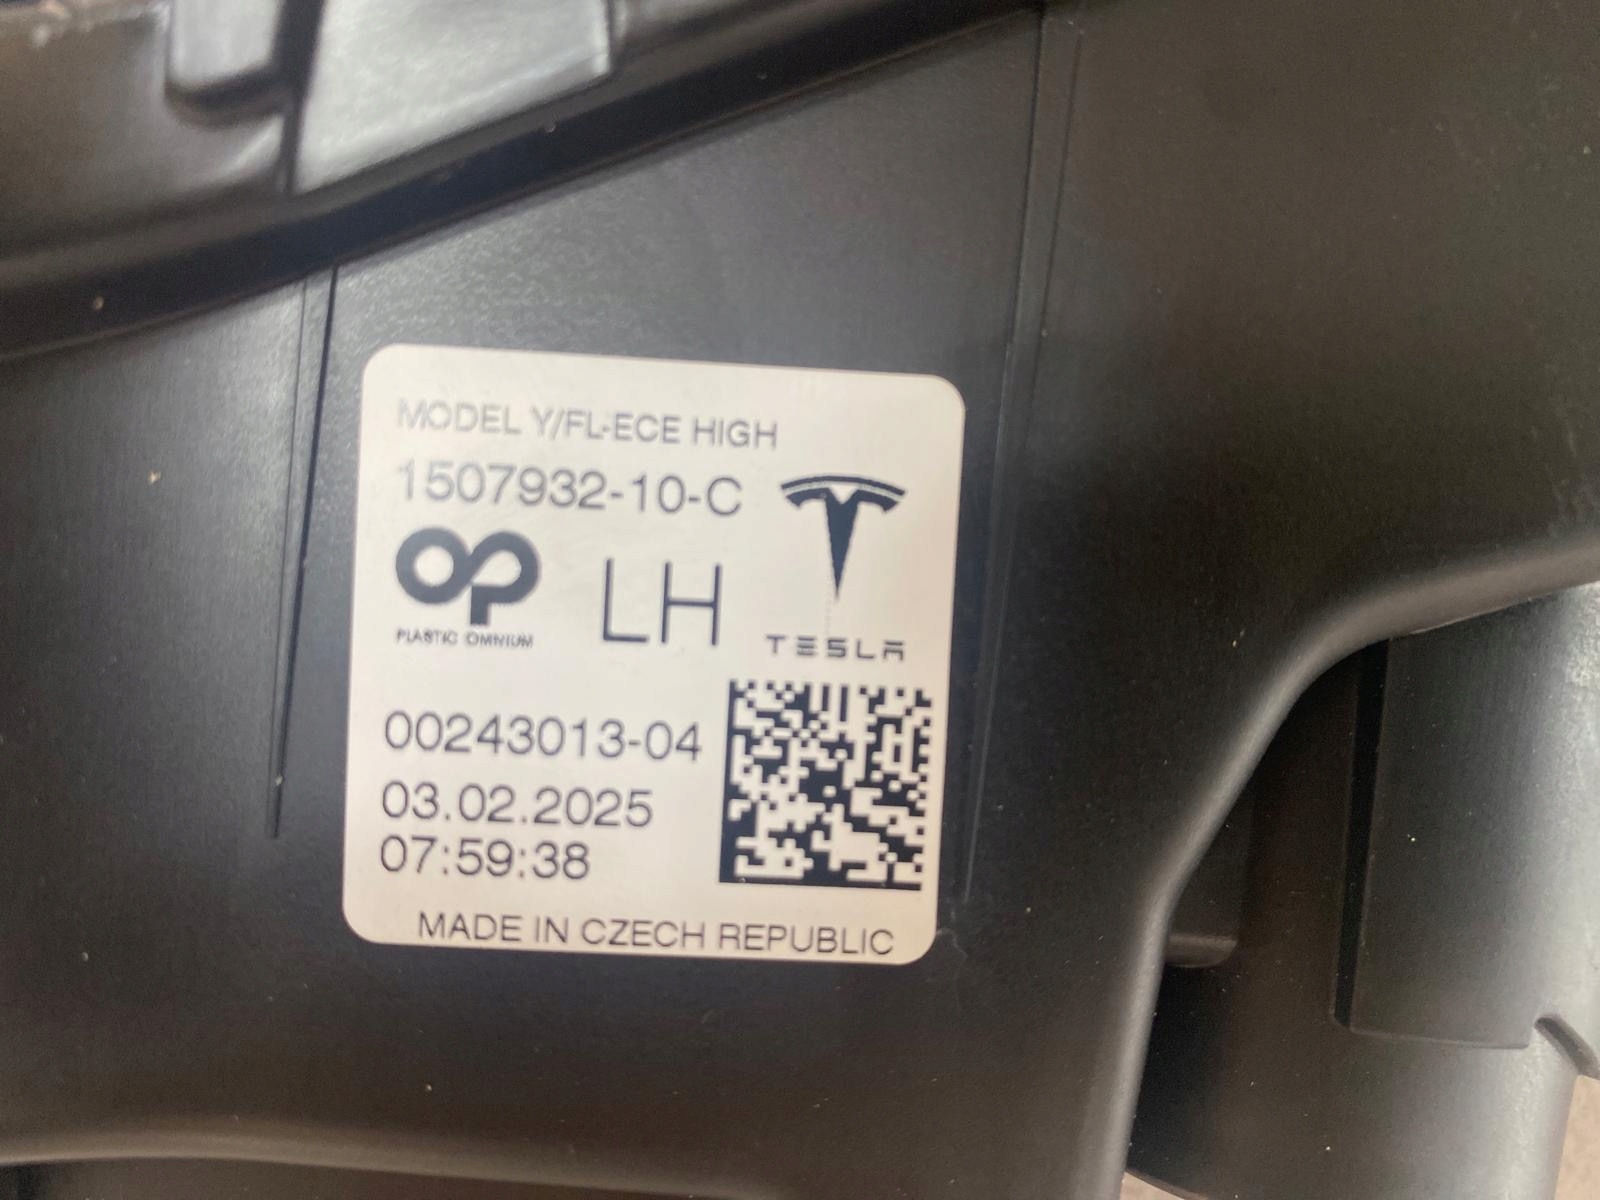 MODEL Y/FL-ECE HIGH
1507932-10-C
OP
PLASTIC OMNIUM
LH
TESLA
00243013-04
03.02.2025
07:59:38
MADE IN CZECH REPUBLIC